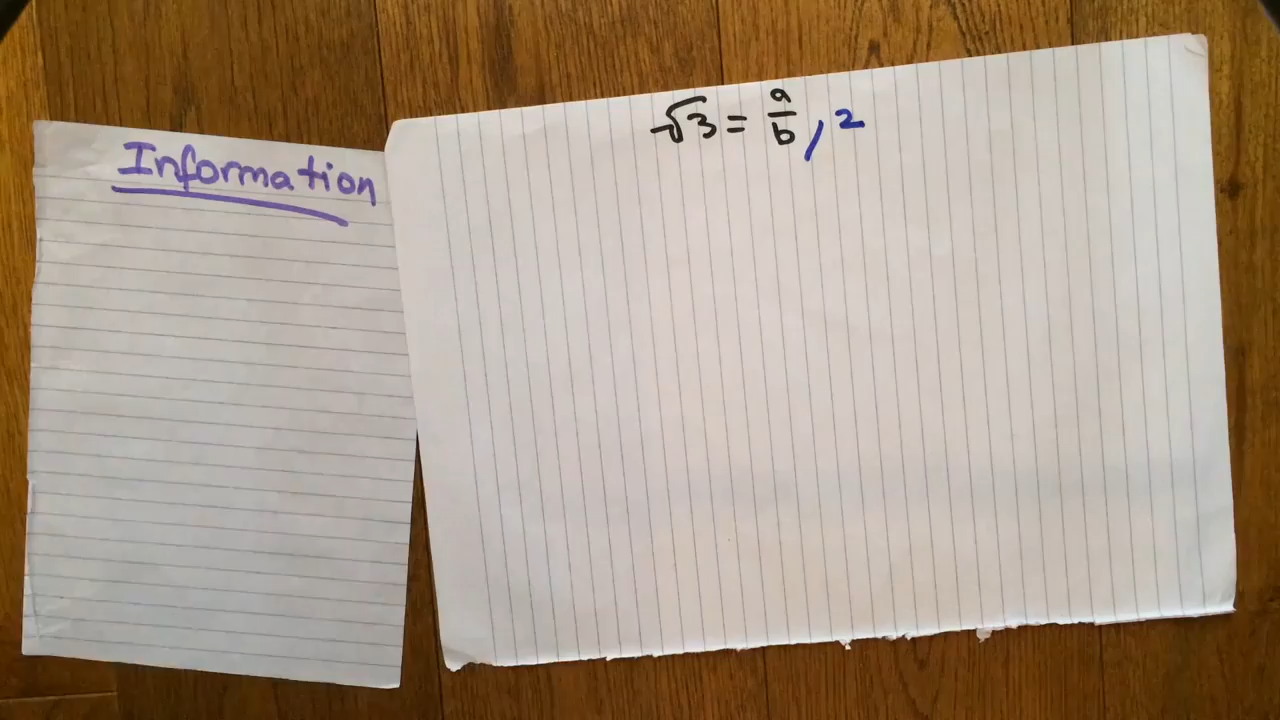 Information
√3 = a/b , 2